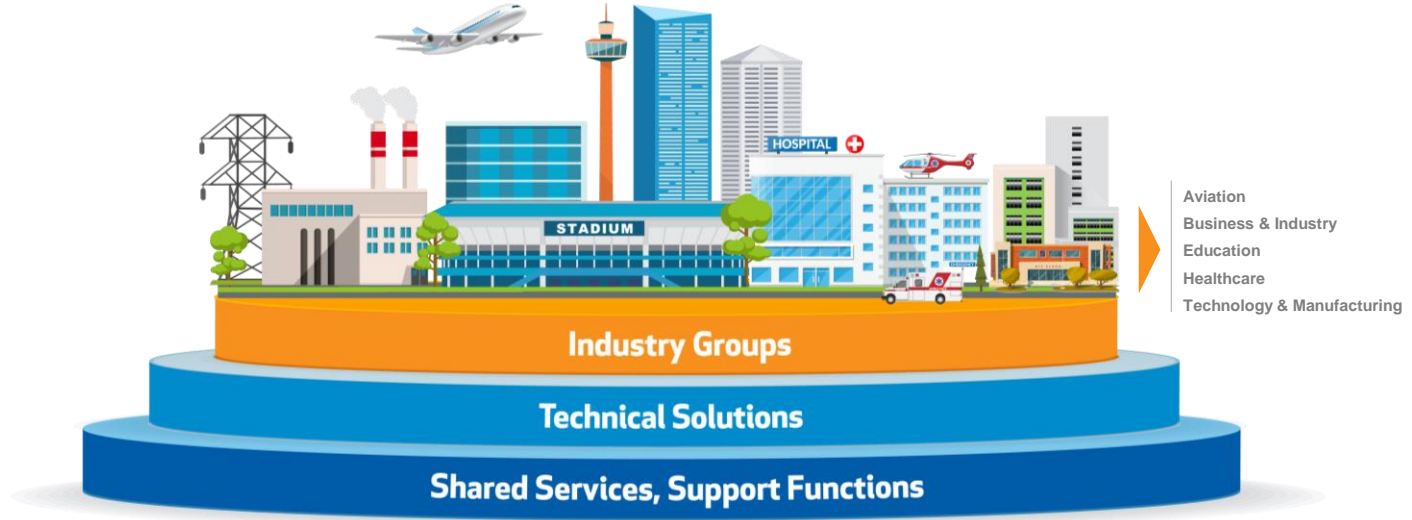 HOSPITAL
STADIUM
Aviation
Business & Industry
Education
Healthcare
Technology & Manufacturing
Industry Groups
Technical Solutions
Shared Services, Support Functions